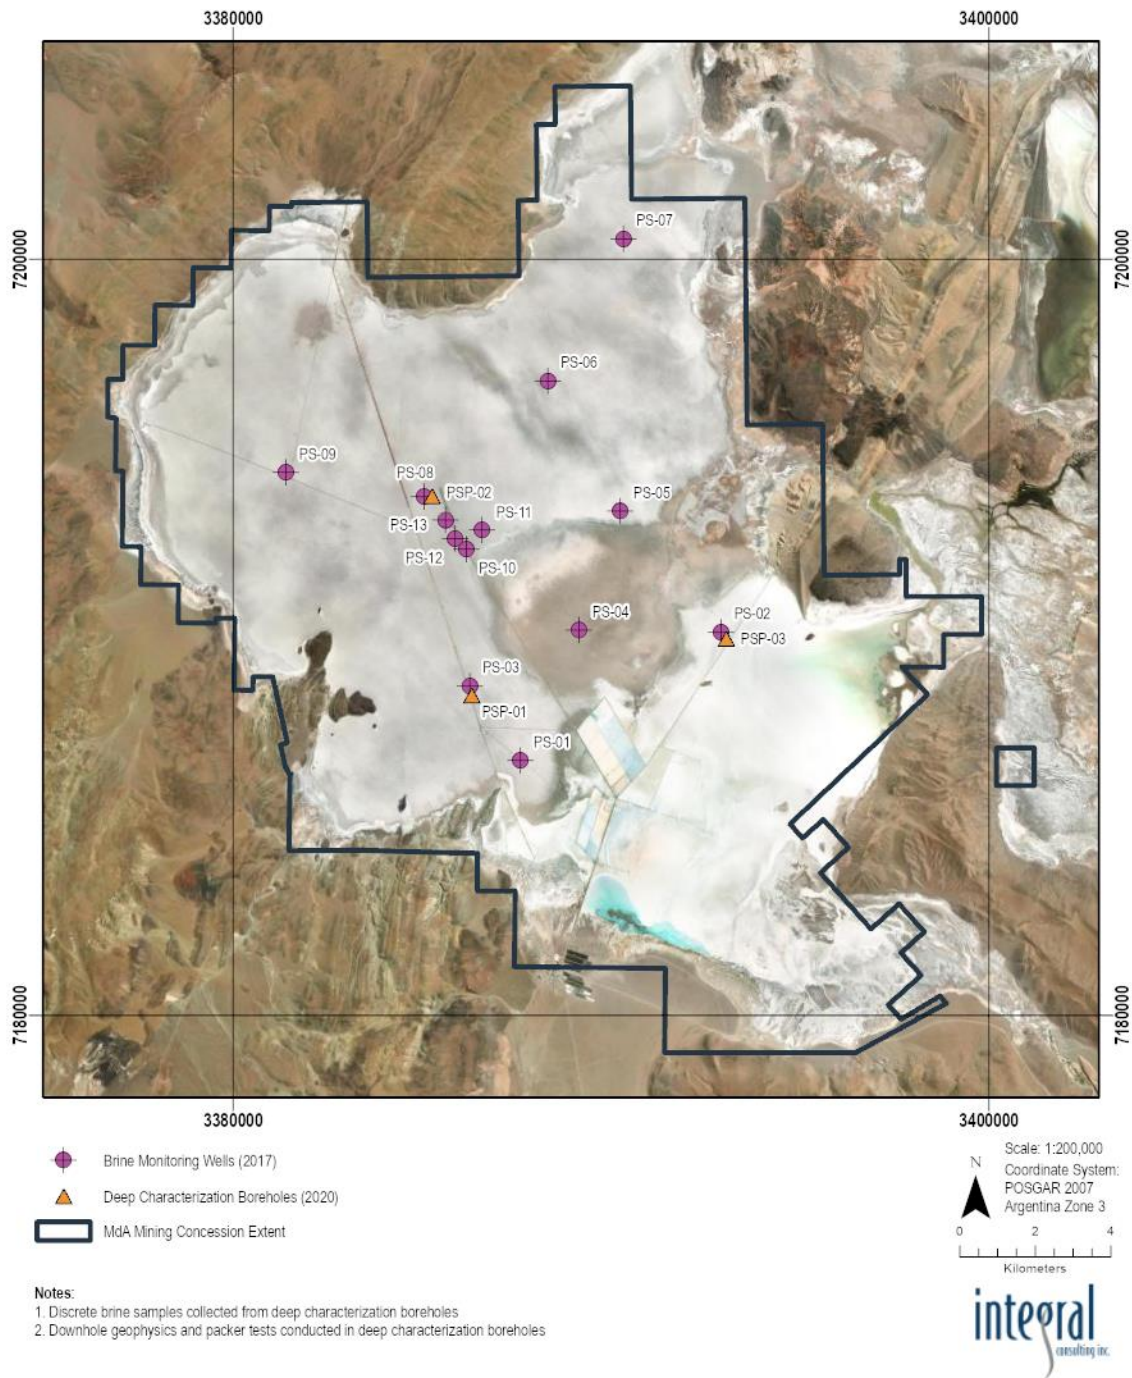 3380000
3400000
7200000
7200000
PS-07
PS-06
PS-09
PS-08
PSP-02
PS-05
PS-11
PS-13
PS-12
PS-10
PS-04
PS-02
PSP-03
PS-03
PSP-01
PS-01
7180000
7180000
3380000
3400000
Brine Monitoring Wells (2017)
Deep Characterization Boreholes (2020)
MdA Mining Concession Extent
N
Scale: 1:200,000
Coordinate System:
POSGAR 2007
Argentina Zone 3
0 2 4
Kilometers
Notes:
1. Discrete brine samples collected from deep characterization boreholes
2. Downhole geophysics and packer tests conducted in deep characterization boreholes
integral
consulting inc.